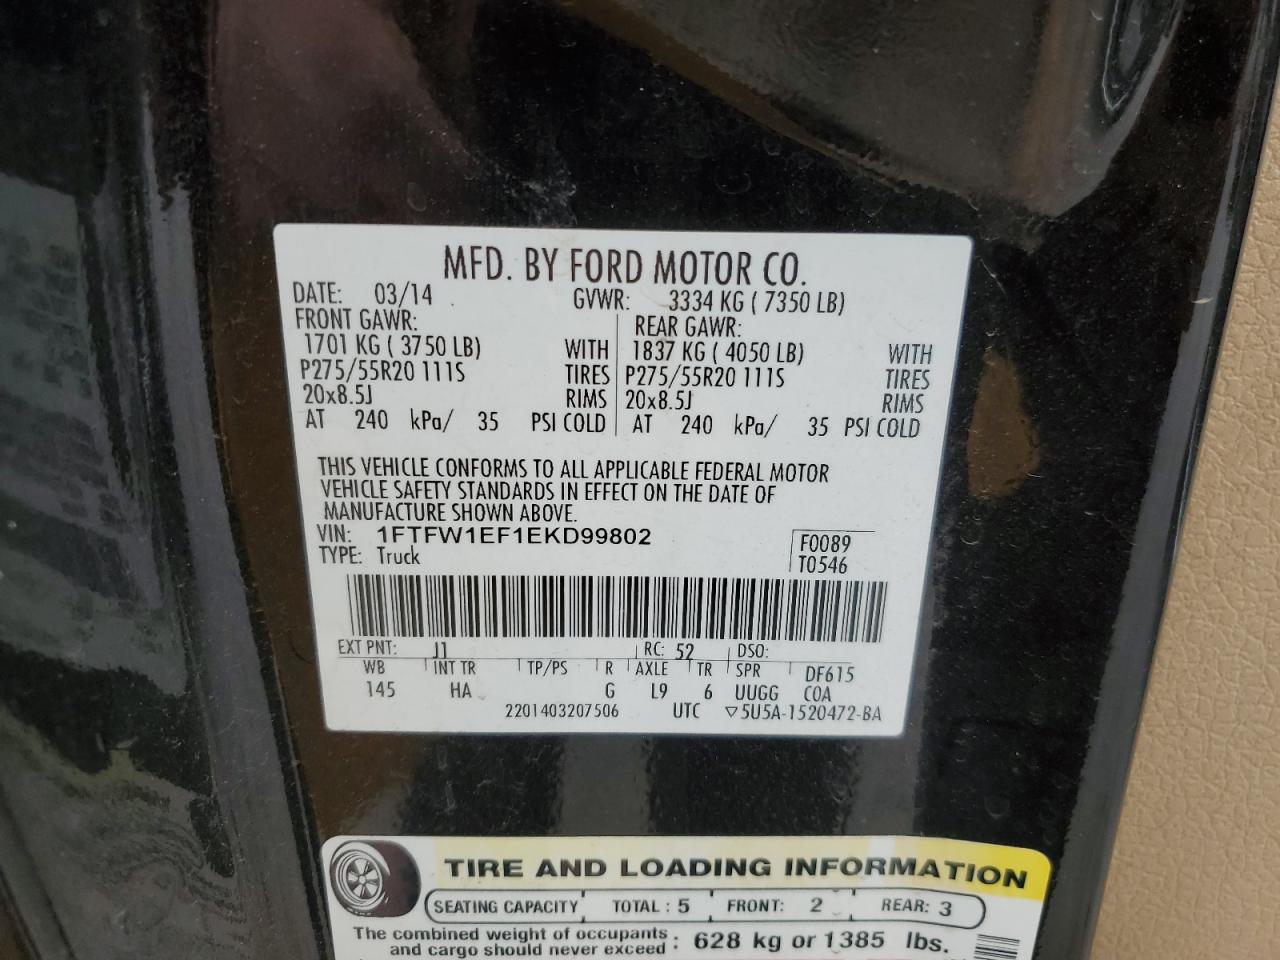 MFD. BY FORD MOTOR CO.
DATE: 03/14 GVWR: 3334 KG ( 7350 LB)
FRONT GAWR: REAR GAWR:
1701 KG ( 3750 LB) WITH 1837 KG ( 4050 LB) WITH
P275/55R20 111S TIRES P275/55R20 111S TIRES
20x8.5J RIMS 20x8.5J RIMS
AT 240 kPa/ 35 PSI COLD AT 240 kPa/ 35 PSI COLD
THIS VEHICLE CONFORMS TO ALL APPLICABLE FEDERAL MOTOR
VEHICLE SAFETY STANDARDS IN EFFECT ON THE DATE OF
MANUFACTURE SHOWN ABOVE.
VIN: 1FTFW1EF1EKD99802 F0089
TYPE: Truck T0546
EXT PNT: J1 RC: 52 DSO:
WB INT TR TP/PS R AXLE TR SPR DF615
145 HA G L9 6 UUGG COA
2201403207506 UTC ▽5U5A-1520472-BA
TIRE AND LOADING INFORMATION
SEATING CAPACITY TOTAL : 5 FRONT: 2 REAR: 3
The combined weight of occupants
and cargo should never exceed : 628 kg or 1385 lbs.